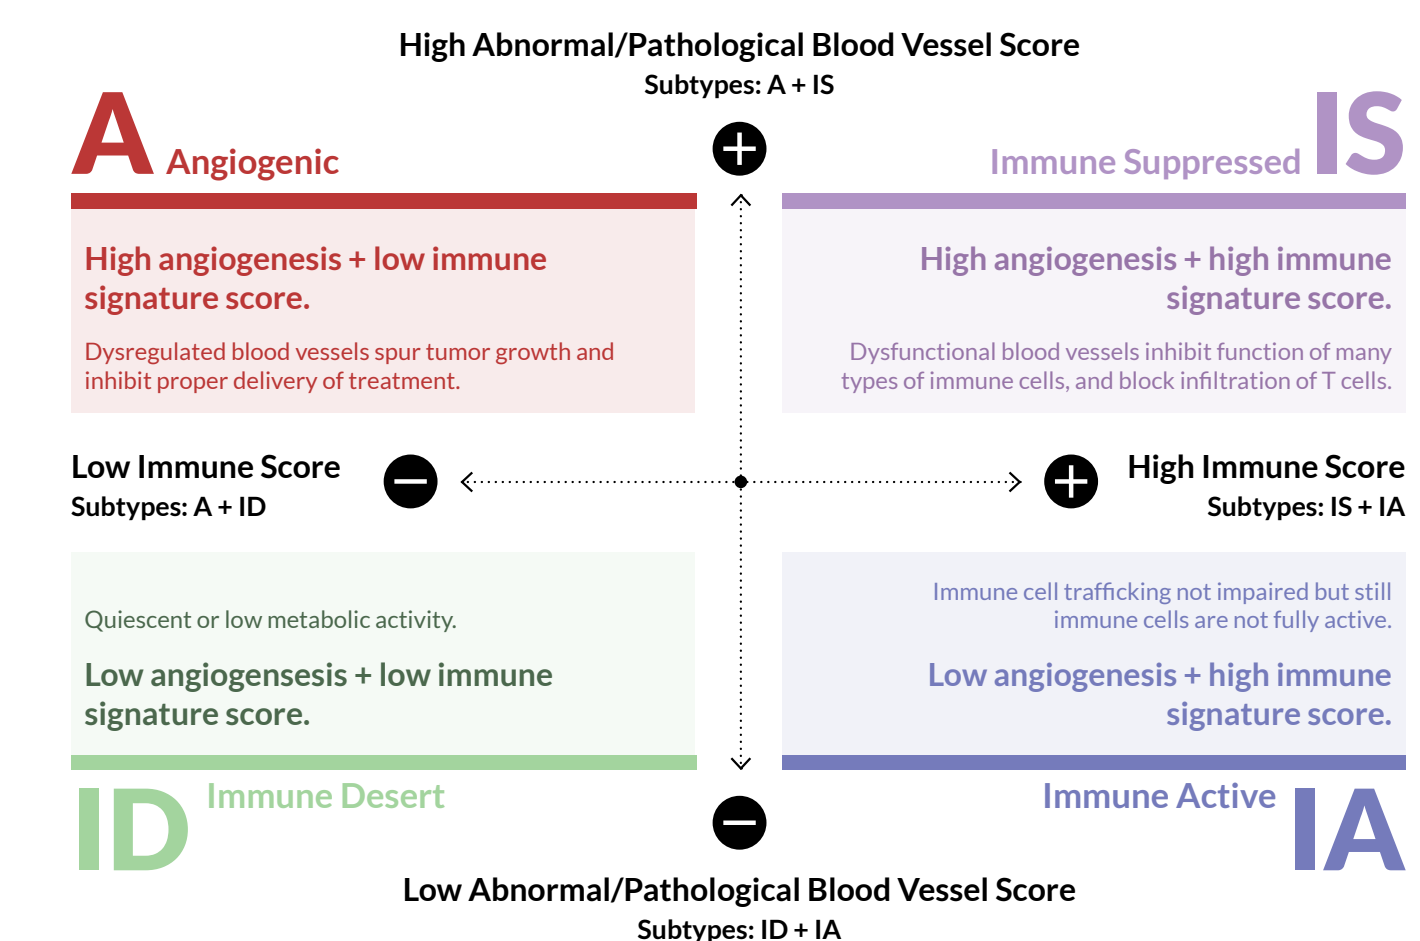 High Abnormal/Pathological Blood Vessel Score
Subtypes: A + IS
A Angiogenic
Immune Suppressed IS
High angiogenesis + low immune
signature score.
Dysregulated blood vessels spur tumor growth and
inhibit proper delivery of treatment.
High angiogenesis + high immune
signature score.
Dysfunctional blood vessels inhibit function of many
types of immune cells, and block infiltration of T cells.
Low Immune Score
Subtypes: A + ID
High Immune Score
Subtypes: IS + IA
Quiescent or low metabolic activity.
Low angiogensesis + low immune
signature score.
Immune cell trafficking not impaired but still
immune cells are not fully active.
Low angiogenesis + high immune
signature score.
ID Immune Desert
Immune Active IA
Low Abnormal/Pathological Blood Vessel Score
Subtypes: ID + IA